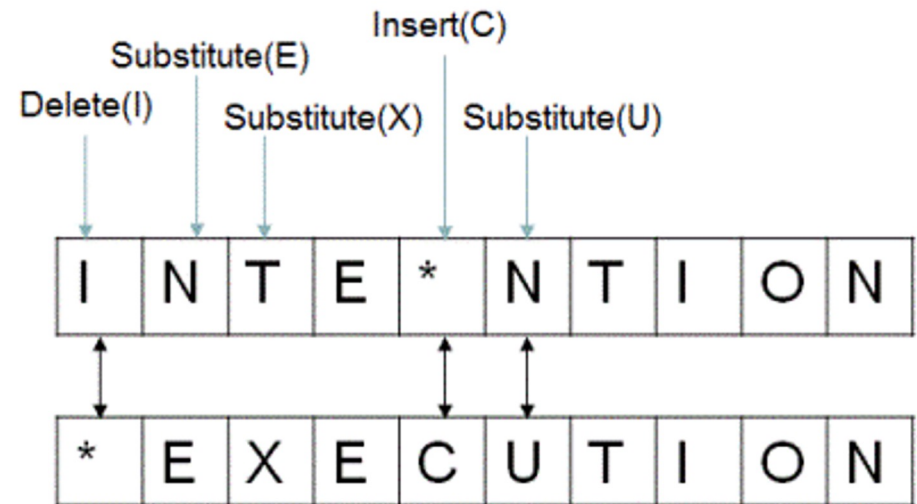 Insert(C)
Substitute(E)
Delete(I)
Substitute(X) Substitute(U)
I N T E * N T I O N
* E X E C U T I O N